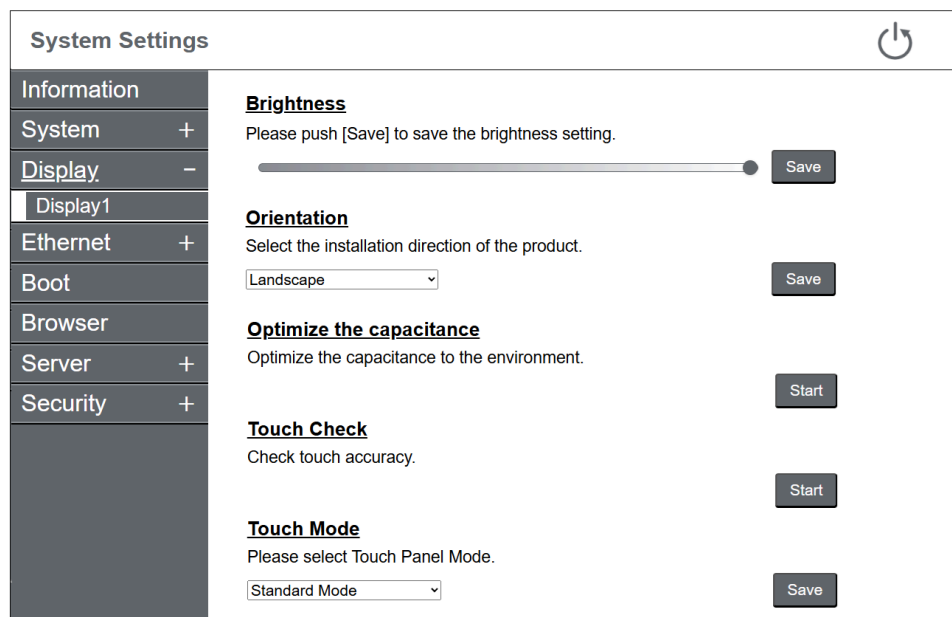 System Settings
Information
System +
Display -
Display1
Ethernet +
Boot
Browser
Server +
Security +
Brightness
Please push [Save] to save the brightness setting.
Save
Orientation
Select the installation direction of the product.
Landscape
Save
Optimize the capacitance
Optimize the capacitance to the environment.
Start
Touch Check
Check touch accuracy.
Start
Touch Mode
Please select Touch Panel Mode.
Standard Mode
Save